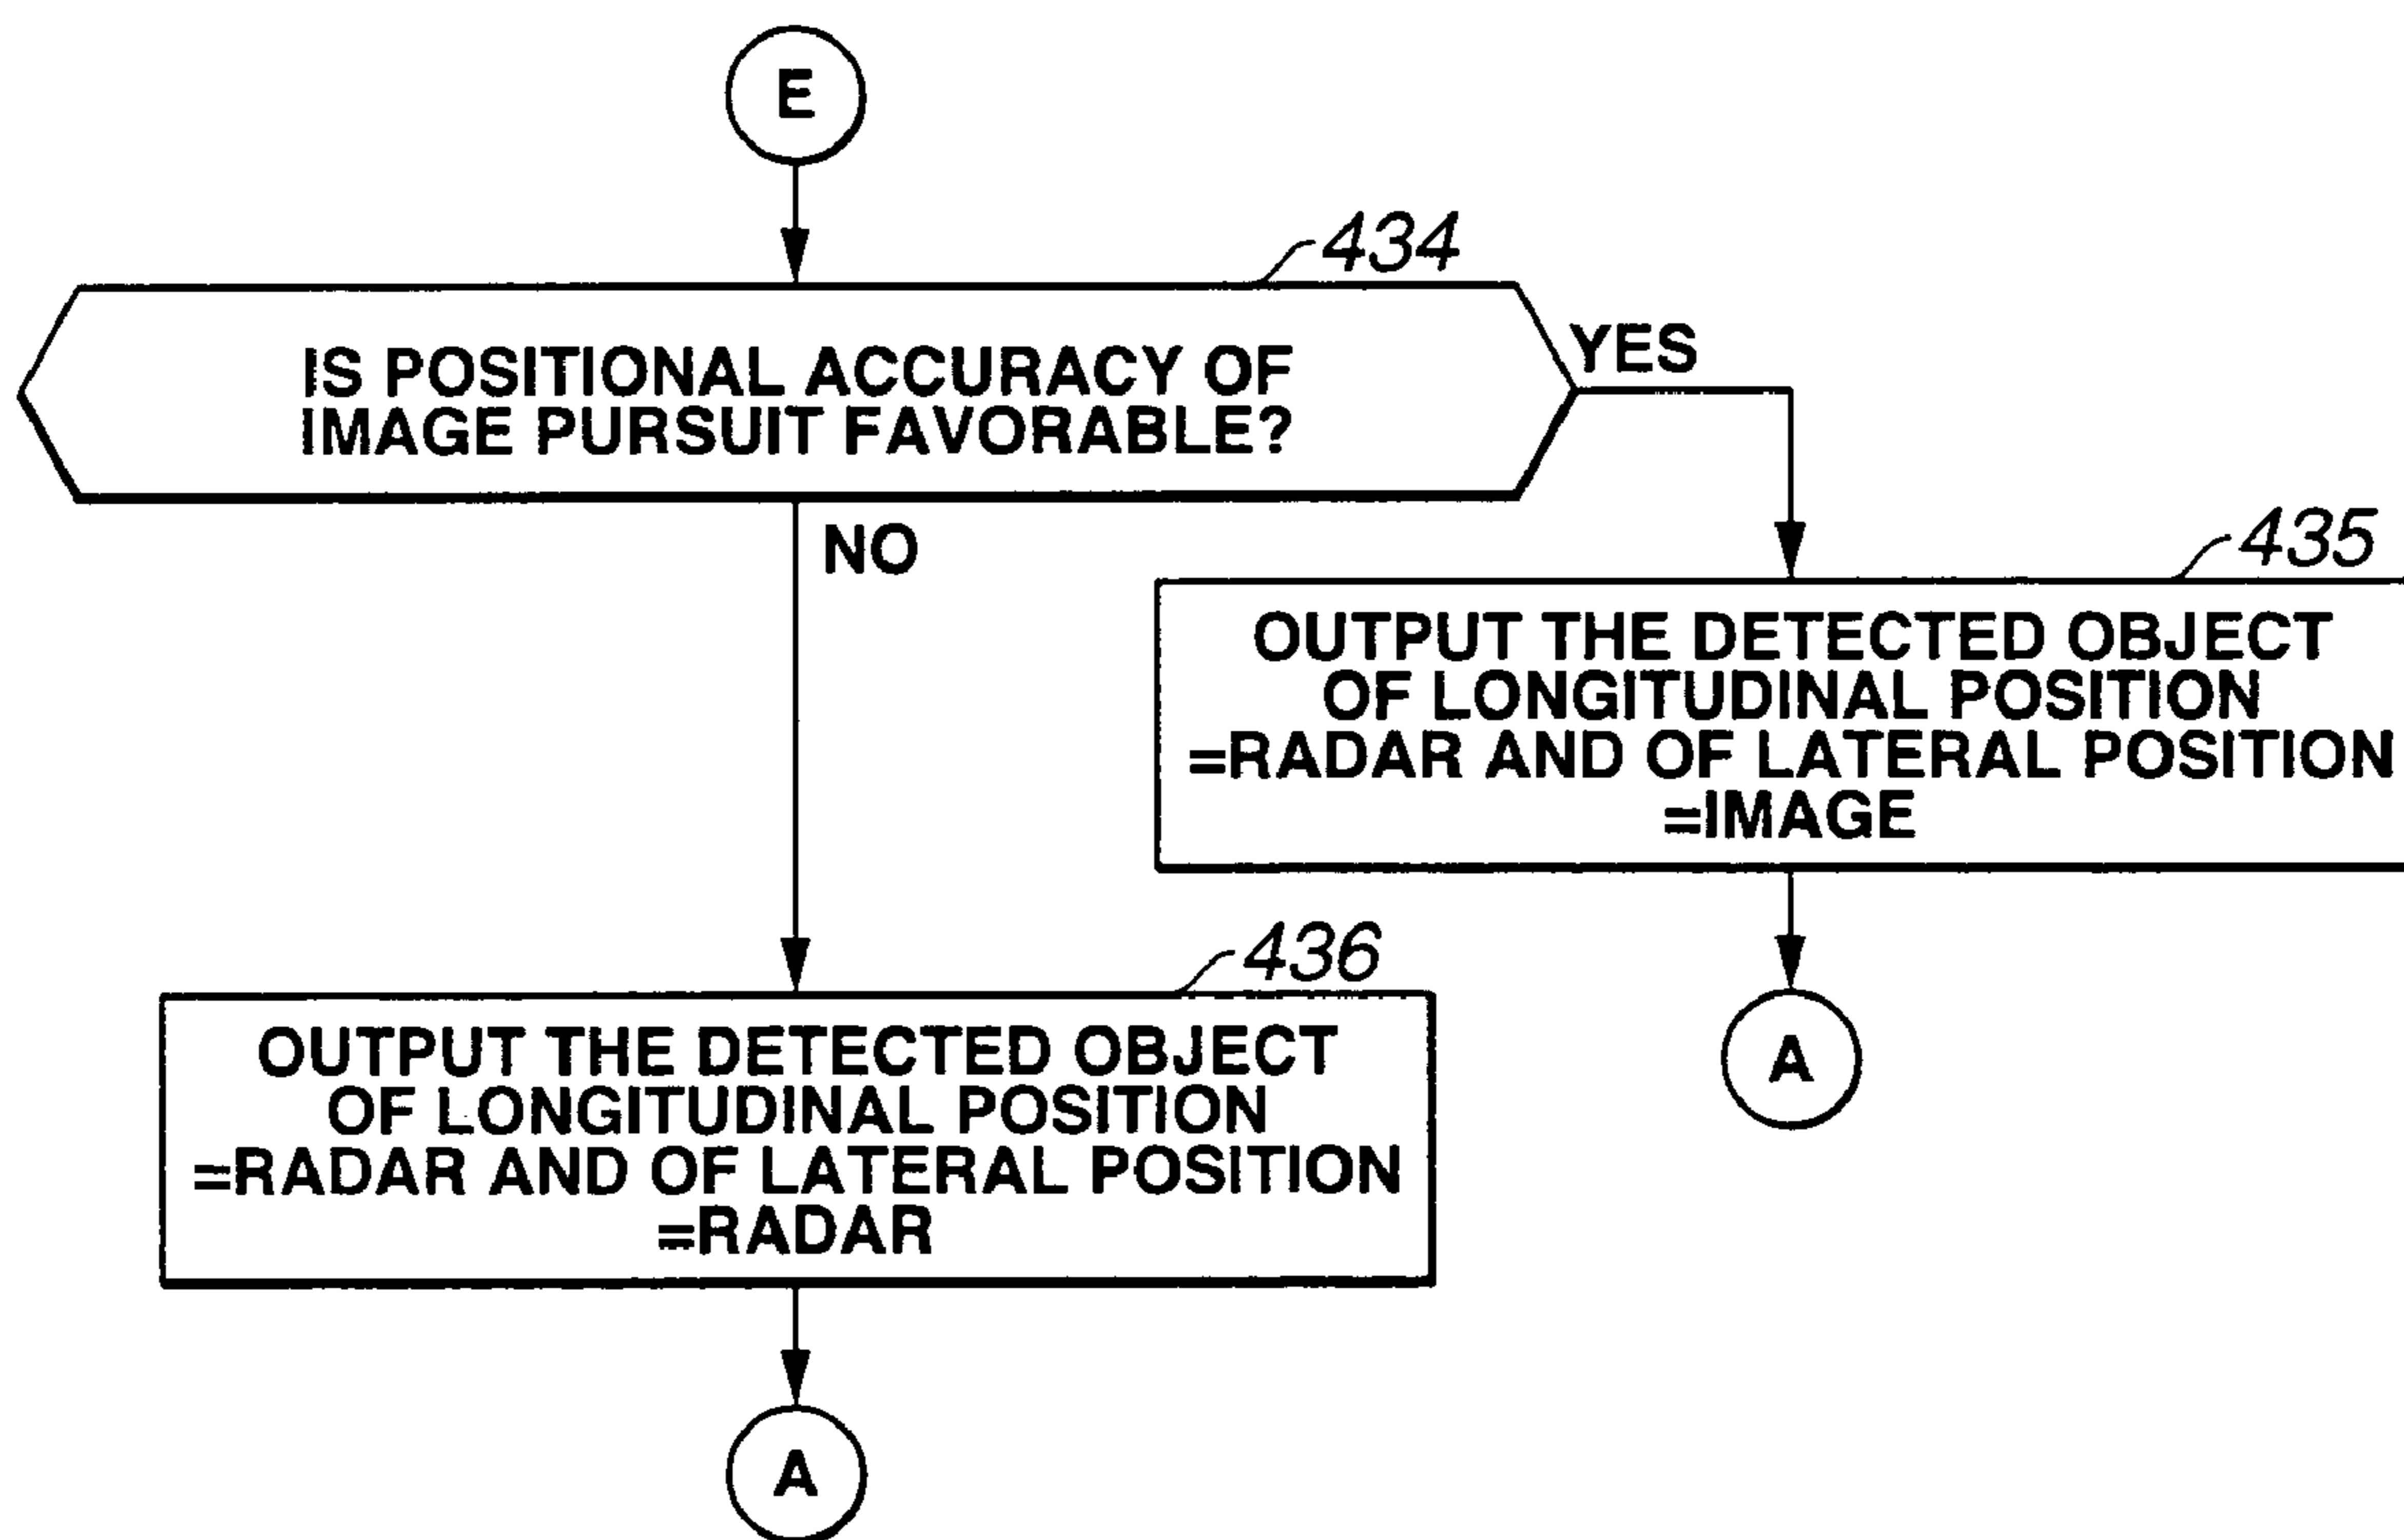 E
434
IS POSITIONAL ACCURACY OF
IMAGE PURSUIT FAVORABLE?
YES
NO
435
OUTPUT THE DETECTED OBJECT
OF LONGITUDINAL POSITION
=RADAR AND OF LATERAL POSITION
=IMAGE
A
436
OUTPUT THE DETECTED OBJECT
OF LONGITUDINAL POSITION
=RADAR AND OF LATERAL POSITION
=RADAR
A